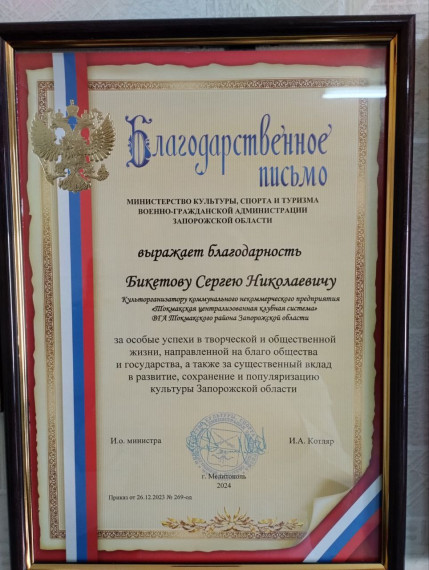 Благодарственное
письмо
МИНИСТЕРСТВО КУЛЬТУРЫ, СПОРТА И ТУРИЗМА
ВОЕННО-ГРАЖДАНСКОЙ АДМИНИСТРАЦИИ
ЗАПОРОЖСКОЙ ОБЛАСТИ
выражает благодарность
Бикетову Сергею Николаевичу
Культорганизатору коммунального некоммерческого предприятия
«Токмакская централизованная клубная система»
ВГА Токмакского района Запорожской области
за особые успехи в творческой и общественной
жизни, направленной на благо общества
и государства, а также за существенный вклад
в развитие, сохранение и популяризацию
культуры Запорожской области
И.о. министра И.А. Котляр
г. Мелитополь
2024
Приказ от 26.12.2023 № 269-од